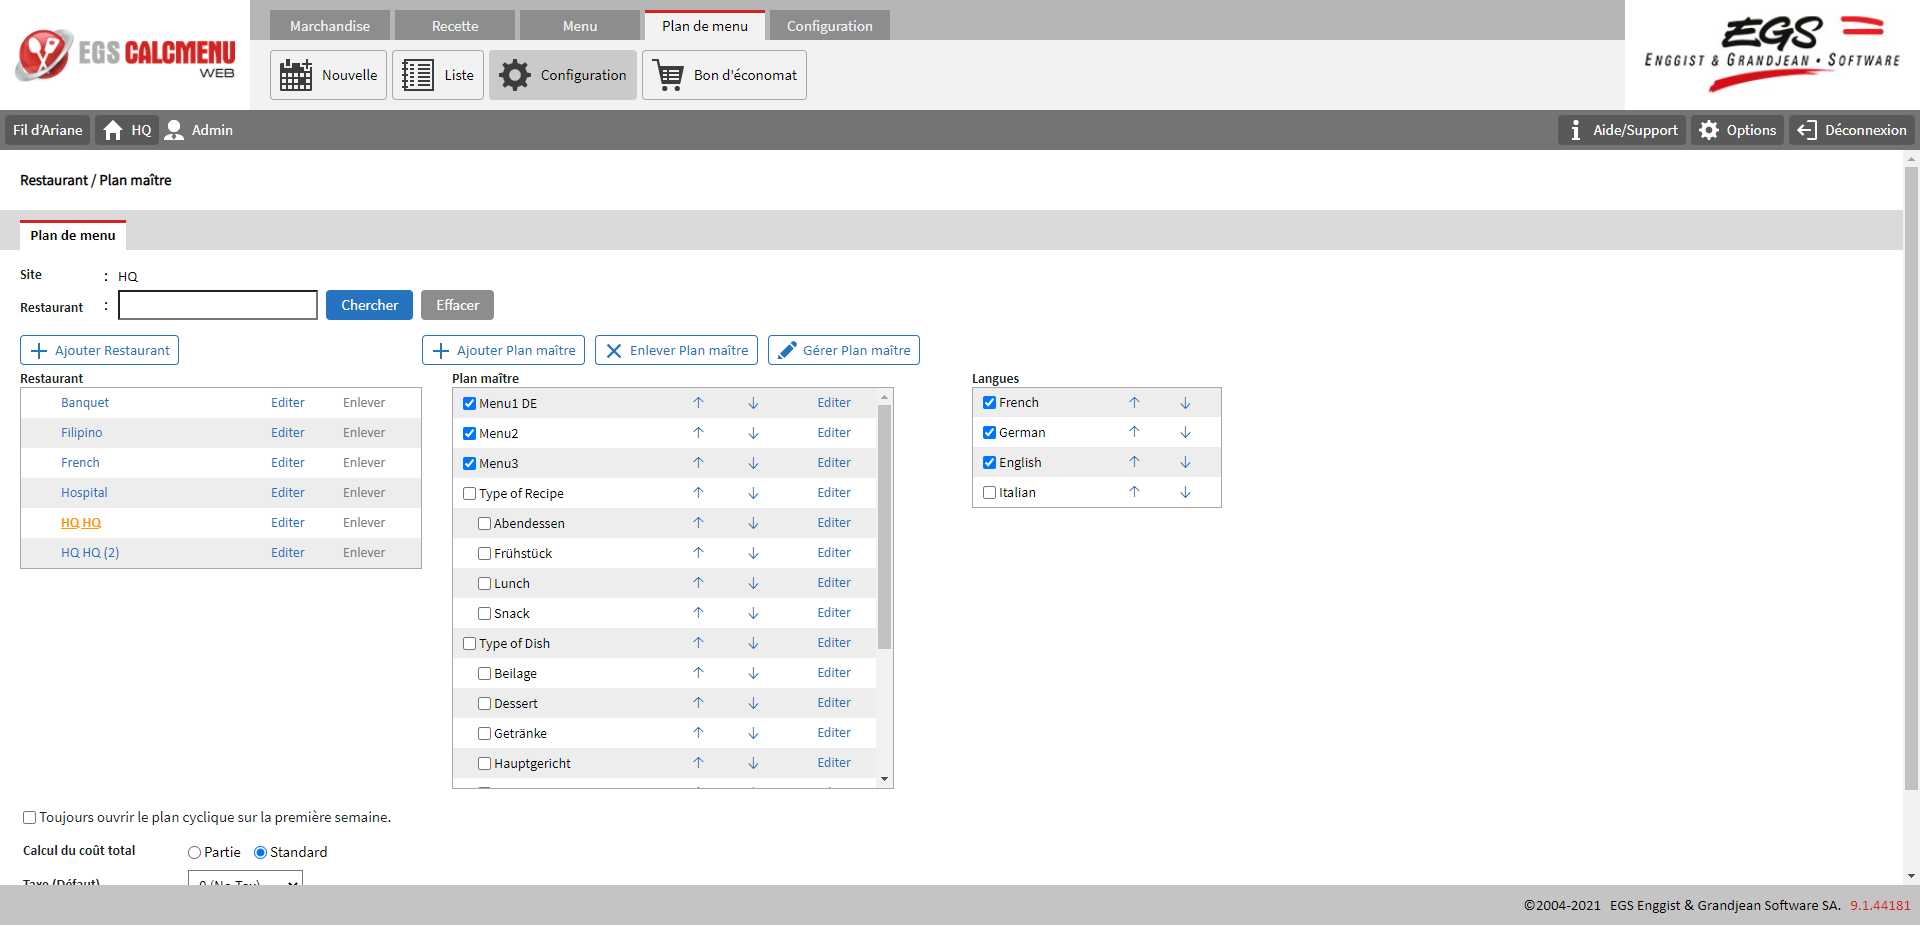 EGS CALCMENU
WEB
Marchandise
Recette
Menu
Plan de menu
Configuration
Nouvelle
Liste
Configuration
Bon d'économat
EGS
ENGGIST & GRANDJEAN • SOFTWARE
Fil d'Ariane
HQ
Admin
Aide/Support
Options
Déconnexion
Restaurant / Plan maître
Plan de menu
Site : HQ
Restaurant :
Chercher
Effacer
Ajouter Restaurant
Ajouter Plan maître
Enlever Plan maître
Gérer Plan maître
Restaurant
Banquet Editer Enlever
Filipino Editer Enlever
French Editer Enlever
Hospital Editer Enlever
HQ HQ Editer Enlever
HQ HQ (2) Editer Enlever
Plan maître
Menu1 DE Editer
Menu2 Editer
Menu3 Editer
Type of Recipe Editer
Abendessen Editer
Frühstück Editer
Lunch Editer
Snack Editer
Type of Dish Editer
Beilage Editer
Dessert Editer
Getränke Editer
Hauptgericht Editer
Langues
French
German
English
Italian
Toujours ouvrir le plan cyclique sur la première semaine.
Calcul du coût total Partie Standard
Taxe (Défaut) 0 (No Tax)
©2004-2021 EGS Enggist & Grandjean Software SA. 9.1.44181